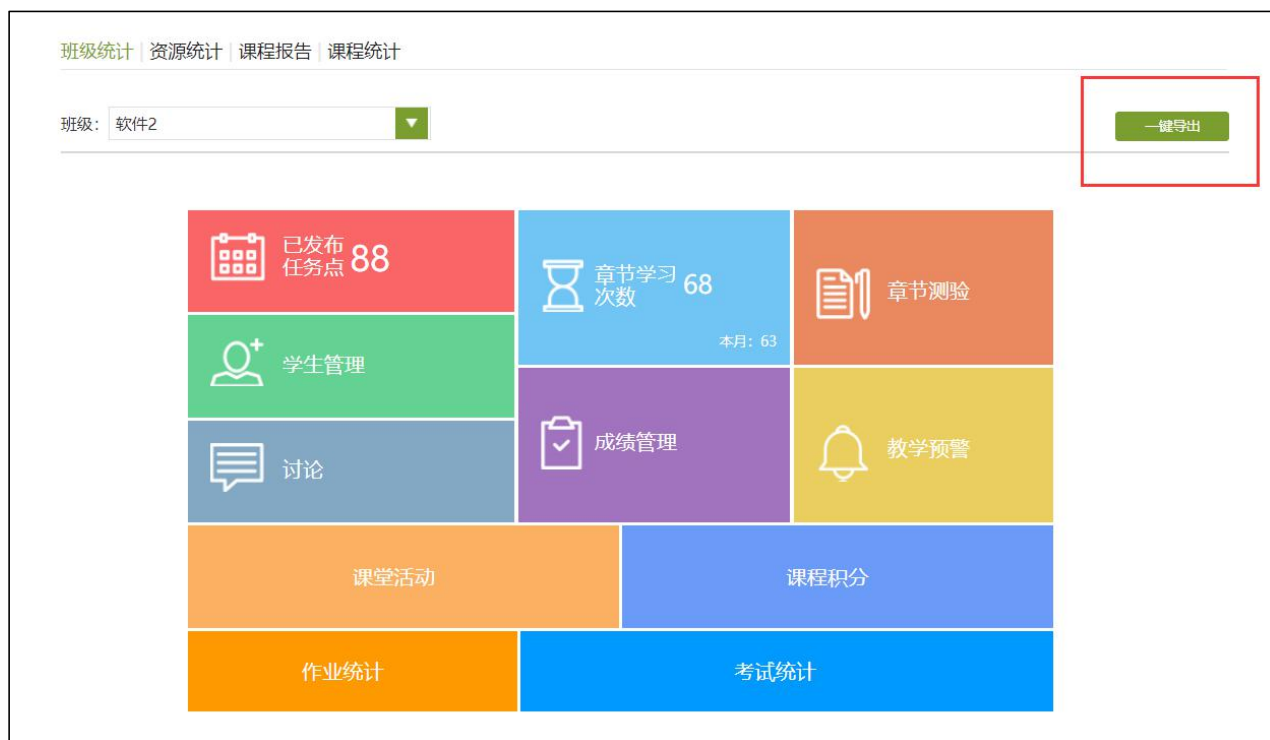 班级统计 | 资源统计 | 课程报告 | 课程统计
班级： 软件2
一键导出
已发布
任务点 88
章节学习
次数 68
本月：63
章节测验
学生管理
成绩管理
教学预警
讨论
课堂活动
课程积分
作业统计
考试统计